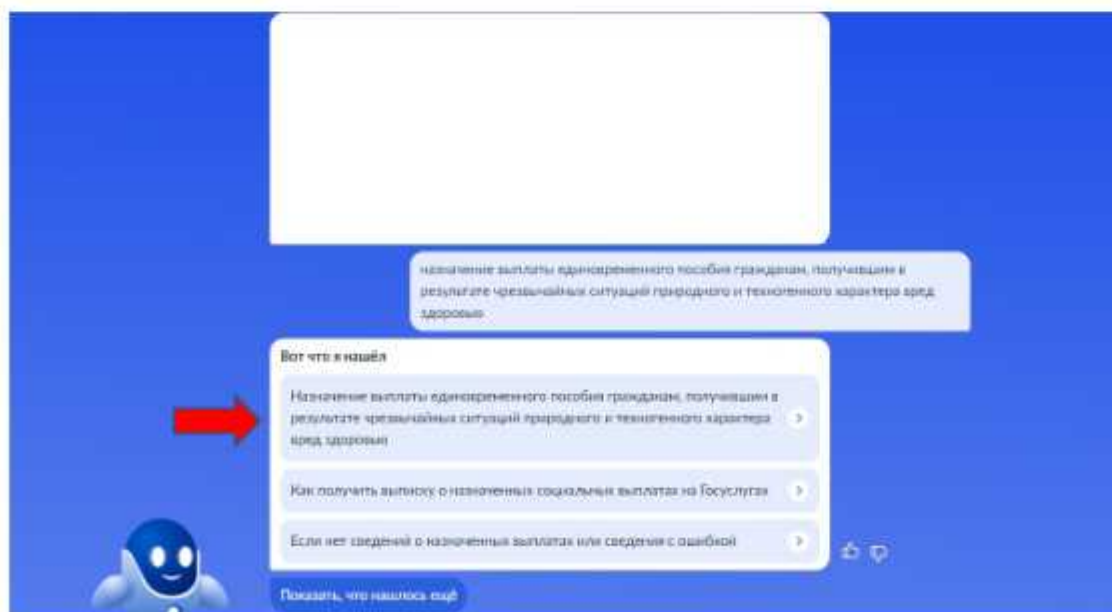 назначение выплаты единовременного пособия гражданам, получившим в
результате чрезвычайных ситуаций природного и техногенного характера вред
здоровью
Вот что я нашёл
Назначение выплаты единовременного пособия гражданам, получившим в
результате чрезвычайных ситуаций природного и техногенного характера
вред здоровью
Как получить выписку о назначенных социальных выплатах на Госуслугах
Если нет сведений о назначенных выплатах или сведения с ошибкой
Показать, что нашлось ещё